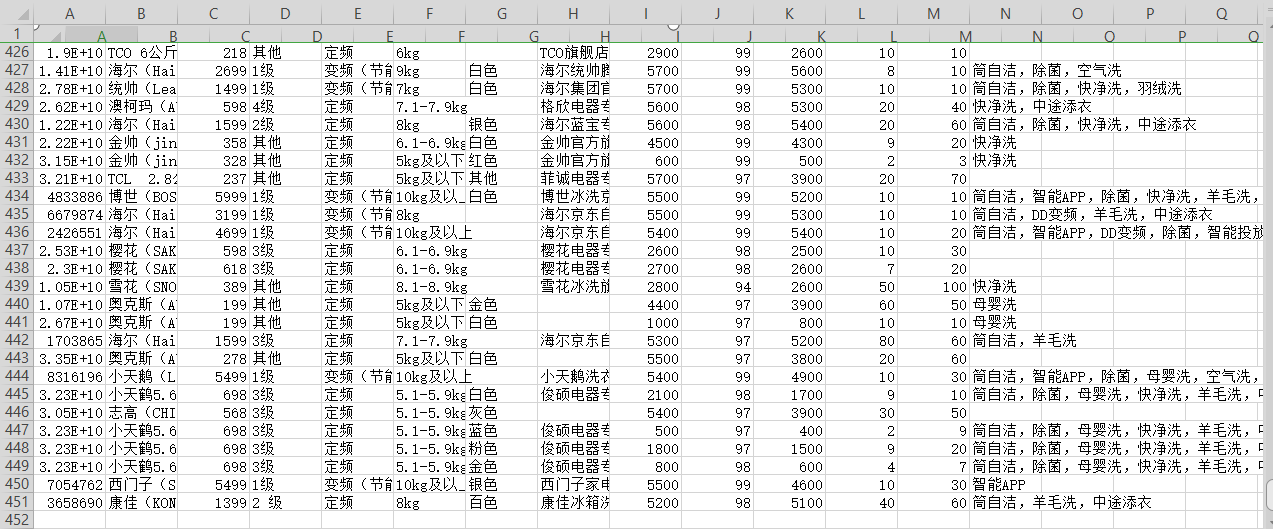 A B C D E F G H I J K L M N O P Q
1 A B C D E F G H I J K L M N O P Q
426 1.9E+10 TCO 6公斤 218 其他 定频 6kg TCO旗舰店 2900 99 2600 10 10
427 1.41E+10 海尔（Hai 2699 1级 变频（节能 9kg 白色 海尔统帅 5700 99 5600 8 10 筒自洁，除菌，空气洗
428 2.78E+10 统帅（Lea 1499 1级 变频（节能 7kg 白色 海尔集团官 5700 99 5300 10 10 筒自洁，除菌，快净洗，羽绒洗
429 2.62E+10 澳柯玛（A 598 4级 定频 7.1-7.9kg 格欣电器专 5600 98 5300 20 40 快净洗，中途添衣
430 1.22E+10 海尔（Hai 1599 2级 定频 8kg 银色 海尔蓝宝专 5600 98 5400 20 60 筒自洁，除菌，快净洗，中途添衣
431 2.22E+10 金帅（jin 358 其他 定频 6.1-6.9kg 白色 金帅官方旗 4500 99 4300 9 20 快净洗
432 3.15E+10 金帅（jin 328 其他 定频 5kg及以下 红色 金帅官方旗 600 99 500 2 3 快净洗
433 3.21E+10 TCL 2.8公 237 其他 定频 5kg及以下 其他 菲诚电器专 5700 97 3900 20 70
434 4833886 博世（BOS 5999 1级 变频（节能 10kg及以上 白色 博世冰洗京 5500 99 5200 10 10 筒自洁，智能APP，除菌，快净洗，羊毛洗，
435 6679874 海尔（Hai 3199 1级 变频（节能 8kg 海尔京东自 5500 99 5300 10 10 筒自洁，DD变频，羊毛洗，中途添衣
436 2426551 海尔（Hai 4699 1级 变频（节能 10kg及以上 海尔京东自 5400 99 5400 10 20 筒自洁，智能APP，DD变频，除菌，智能投放
437 2.53E+10 樱花（SAK 598 3级 定频 6.1-6.9kg 樱花电器专 2600 98 2500 10 30
438 2.3E+10 樱花（SAK 618 3级 定频 6.1-6.9kg 樱花电器专 2700 98 2600 7 20
439 1.05E+10 雪花（SNO 389 其他 定频 8.1-8.9kg 雪花冰洗旗 2800 94 2600 50 100 快净洗
440 1.07E+10 奥克斯（A 199 其他 定频 5kg及以下 金色 4400 97 3900 60 50 母婴洗
441 2.67E+10 奥克斯（A 199 其他 定频 5kg及以下 白色 1000 97 800 10 10 母婴洗
442 1703865 海尔（Hai 1599 3级 定频 7.1-7.9kg 海尔京东自 5300 97 5200 80 60 筒自洁，羊毛洗
443 3.35E+10 奥克斯（A 278 其他 定频 5kg及以下 白色 5500 97 3800 20 60
444 8316196 小天鹅（L 5499 1级 变频（节能 10kg及以上 小天鹅洗衣 5400 99 4900 10 30 筒自洁，智能APP，除菌，母婴洗，空气洗，
445 3.23E+10 小天鹤5.6 698 3级 定频 5.1-5.9kg 白色 俊硕电器专 2100 98 1700 9 10 筒自洁，除菌，母婴洗，快净洗，羊毛洗，中
446 3.05E+10 志高（CHI 568 3级 定频 5.1-5.9kg 灰色 5400 97 3900 30 50
447 3.23E+10 小天鹤5.6 698 3级 定频 5.1-5.9kg 蓝色 俊硕电器专 500 97 400 2 9 筒自洁，除菌，母婴洗，快净洗，羊毛洗，中
448 3.23E+10 小天鹤5.6 698 3级 定频 5.1-5.9kg 粉色 俊硕电器专 1800 97 1500 9 20 筒自洁，除菌，母婴洗，快净洗，羊毛洗，中
449 3.23E+10 小天鹤5.6 698 3级 定频 5.1-5.9kg 金色 俊硕电器专 800 98 600 4 7 筒自洁，除菌，母婴洗，快净洗，羊毛洗，中
450 7054762 西门子（S 5499 1级 变频（节能 10kg及以上 银色 西门子家电 5500 99 4600 10 30 智能APP
451 3658690 康佳（KON 1399 2 级 定频 8kg 白色 康佳冰箱洗 5200 98 5100 40 60 筒自洁，羊毛洗，中途添衣
452